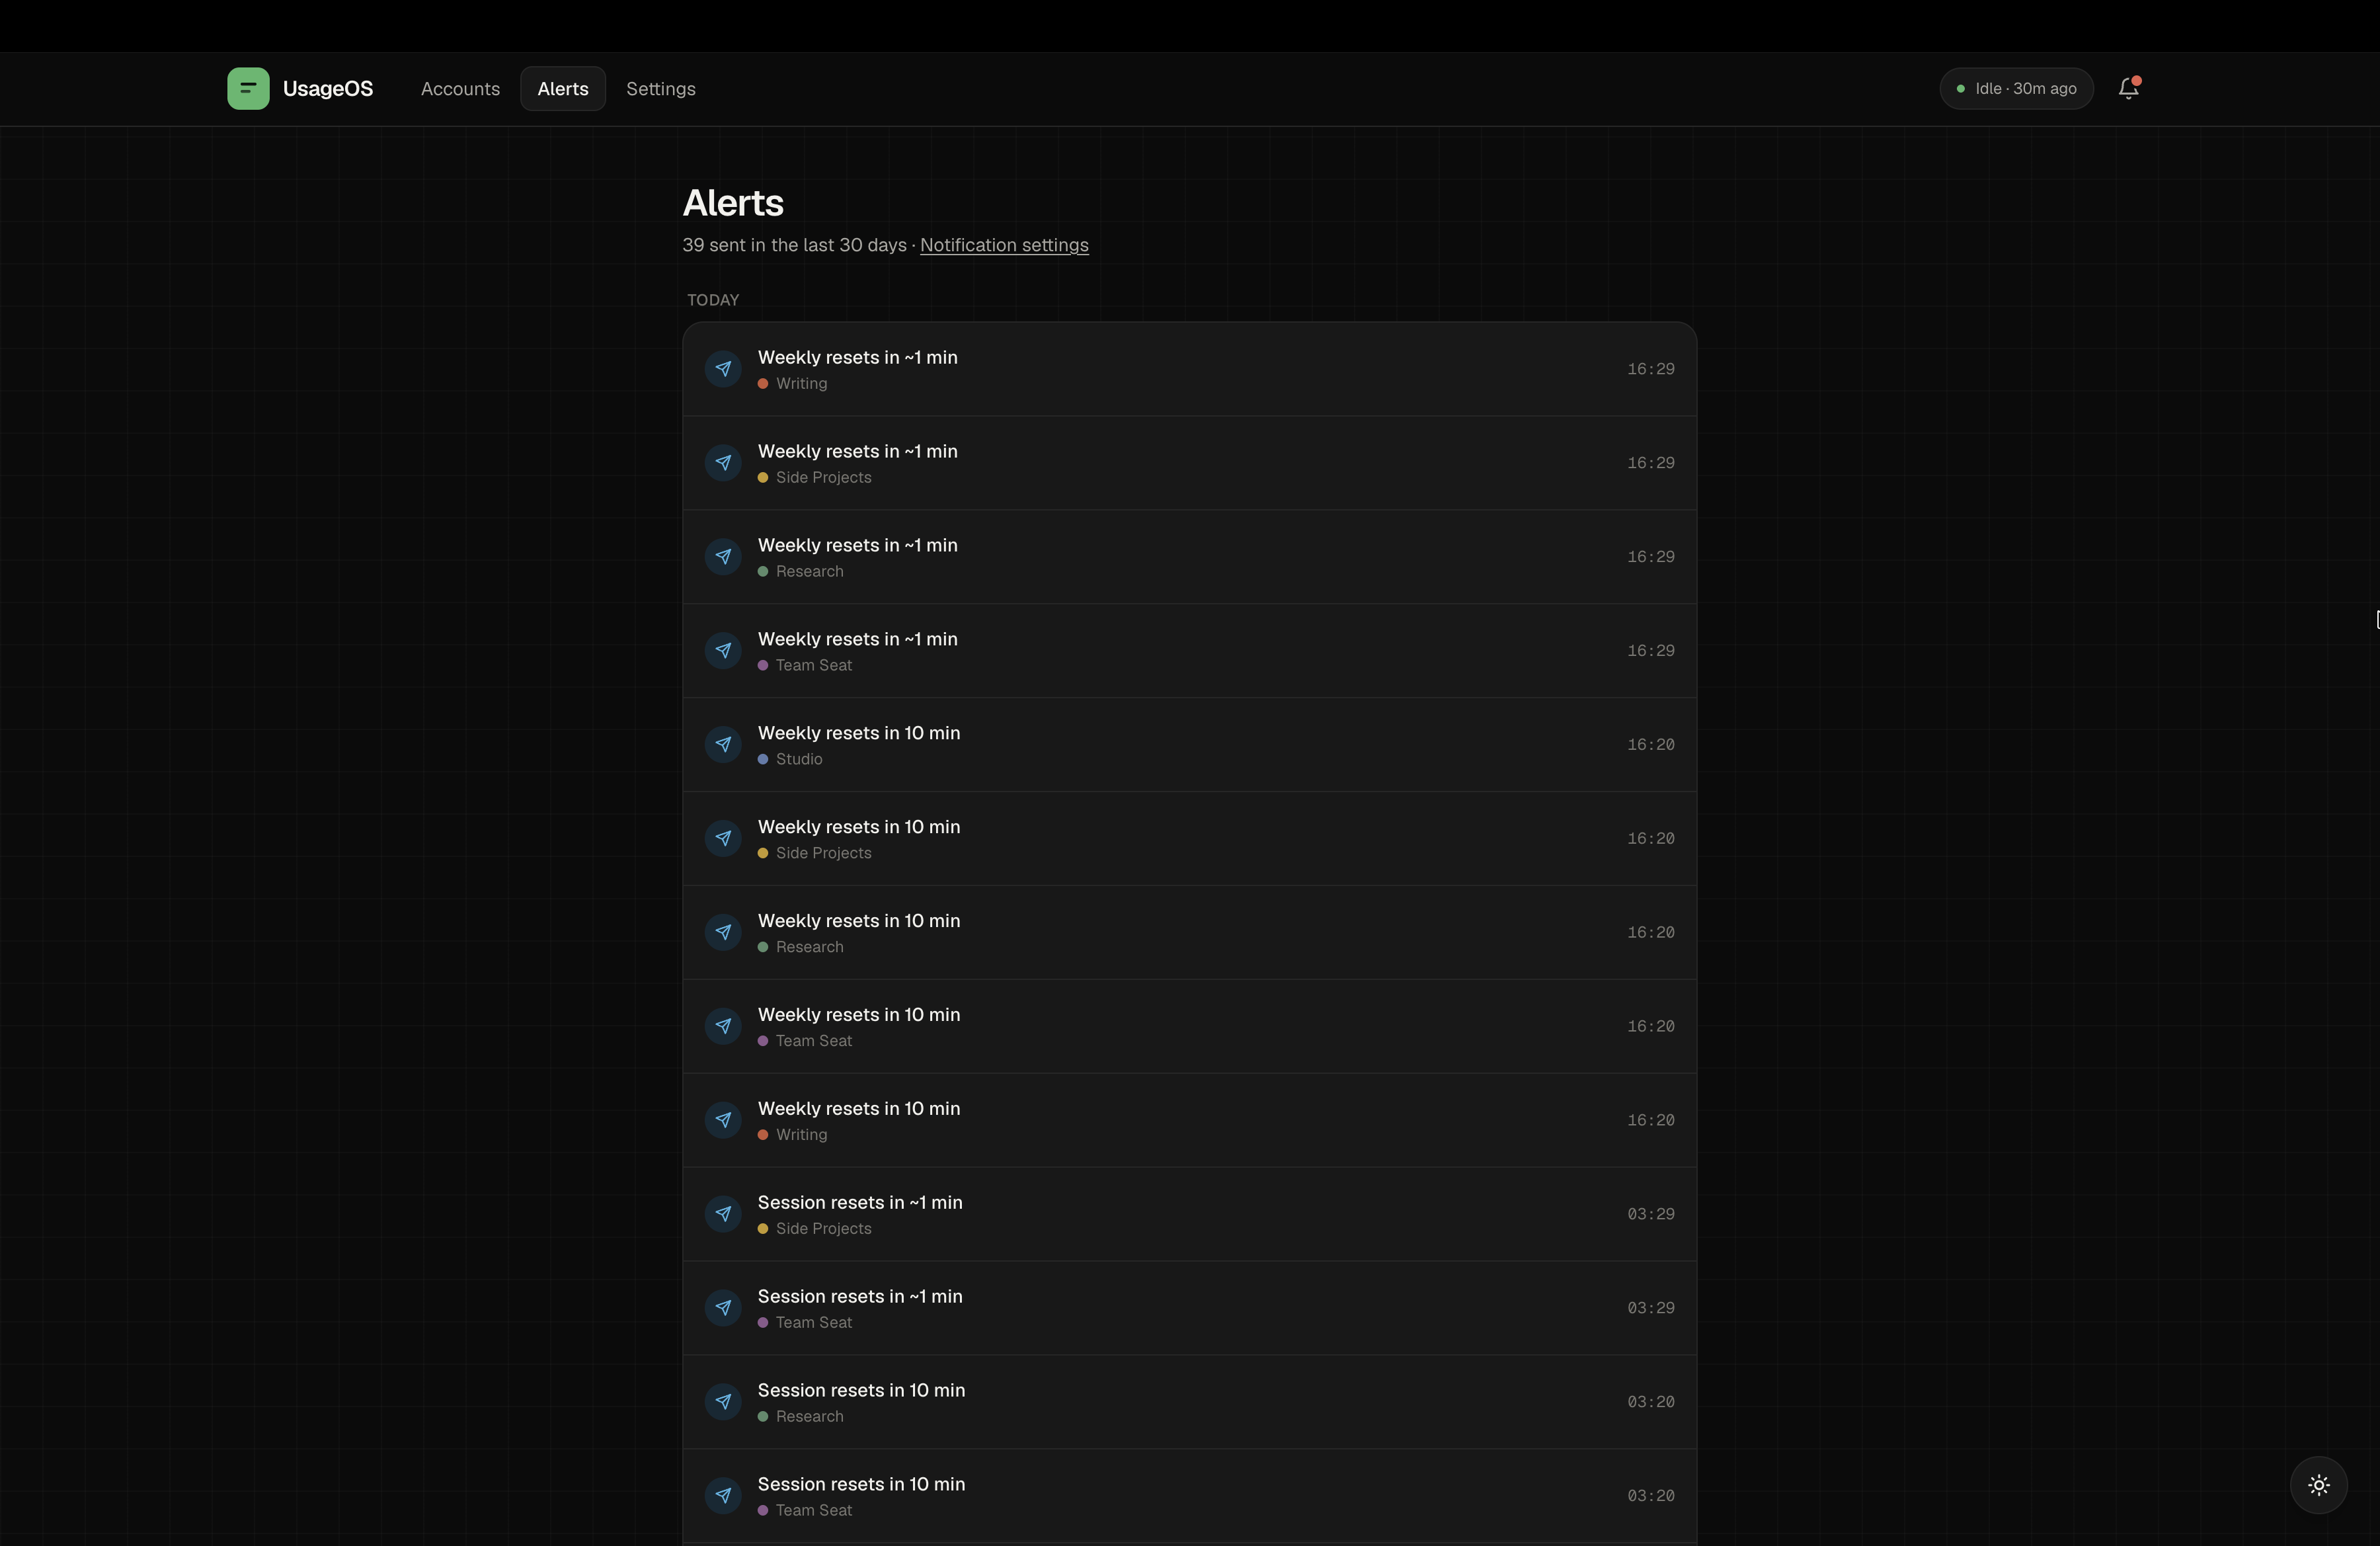 UsageOS
Accounts
Alerts
Settings
Idle · 30m ago
Alerts
39 sent in the last 30 days · Notification settings
TODAY
Weekly resets in ~1 min
Writing
16:29
Weekly resets in ~1 min
Side Projects
16:29
Weekly resets in ~1 min
Research
16:29
Weekly resets in ~1 min
Team Seat
16:29
Weekly resets in 10 min
Studio
16:20
Weekly resets in 10 min
Side Projects
16:20
Weekly resets in 10 min
Research
16:20
Weekly resets in 10 min
Team Seat
16:20
Weekly resets in 10 min
Writing
16:20
Session resets in ~1 min
Side Projects
03:29
Session resets in ~1 min
Team Seat
03:29
Session resets in 10 min
Research
03:20
Session resets in 10 min
Team Seat
03:20